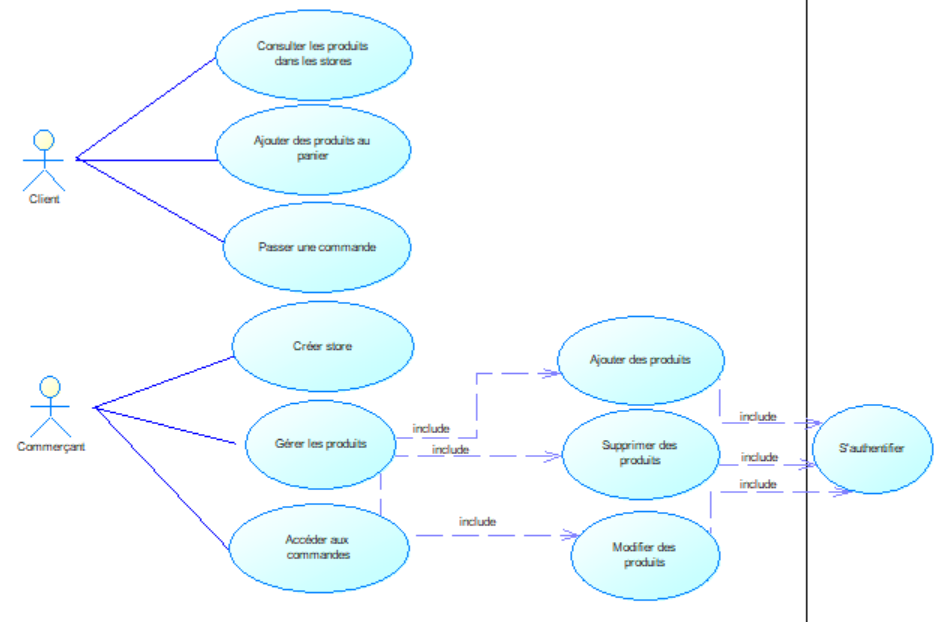 Consulter les produits
dans les stores
Ajouter des produits au
panier
Client
Passer une commande
Créer store
Ajouter des produits
Commerçant
Gérer les produits
include
include
include
Supprimer des
produits
include
include
S'authentifier
Accéder aux
commandes
include
Modifier des
produits